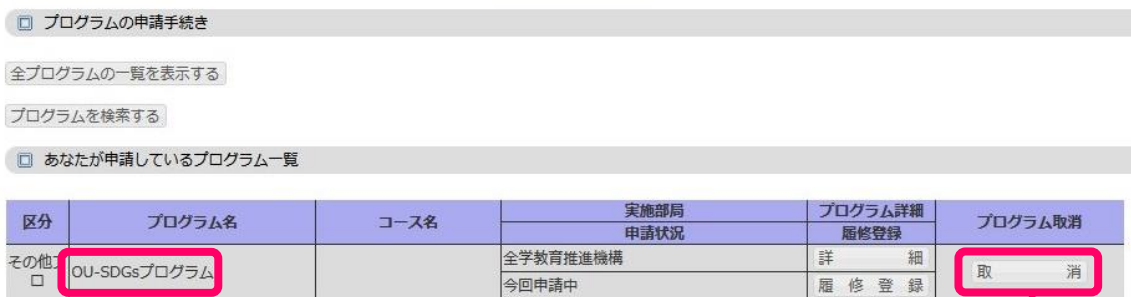 プログラムの申請手続き
全プログラムの一覧を表示する
プログラムを検索する
あなたが申請しているプログラム一覧
区分 プログラム名 コース名 実施部局 プログラム詳細 プログラム取消
申請状況 履修登録
その他プ
ロ OU-SDGsプログラム 全学教育推進機構 詳 細 取 消
今回申請中 履 修 登 録